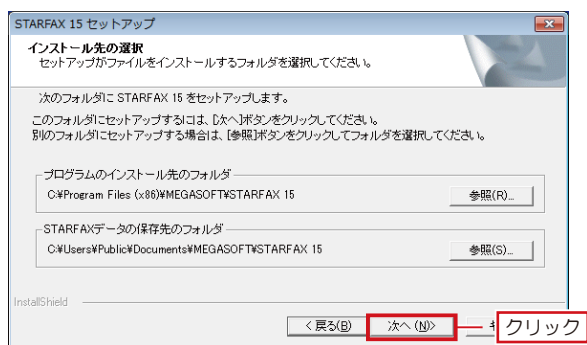 STARFAX 15 セットアップ
インストール先の選択
セットアップがファイルをインストールするフォルダを選択してください。
次のフォルダに STARFAX 15 をセットアップします。
このフォルダにセットアップするには、[次へ]ボタンをクリックしてください。
別のフォルダにセットアップする場合は、[参照]ボタンをクリックしてフォルダを選択してください。
プログラムのインストール先のフォルダ
C:¥Program Files (x86)¥MEGASOFT¥STARFAX 15
参照(R)...
STARFAXデータの保存先のフォルダ
C:¥Users¥Public¥Documents¥MEGASOFT¥STARFAX 15
参照(S)...
InstallShield
< 戻る(B)
次へ (N)>
クリック